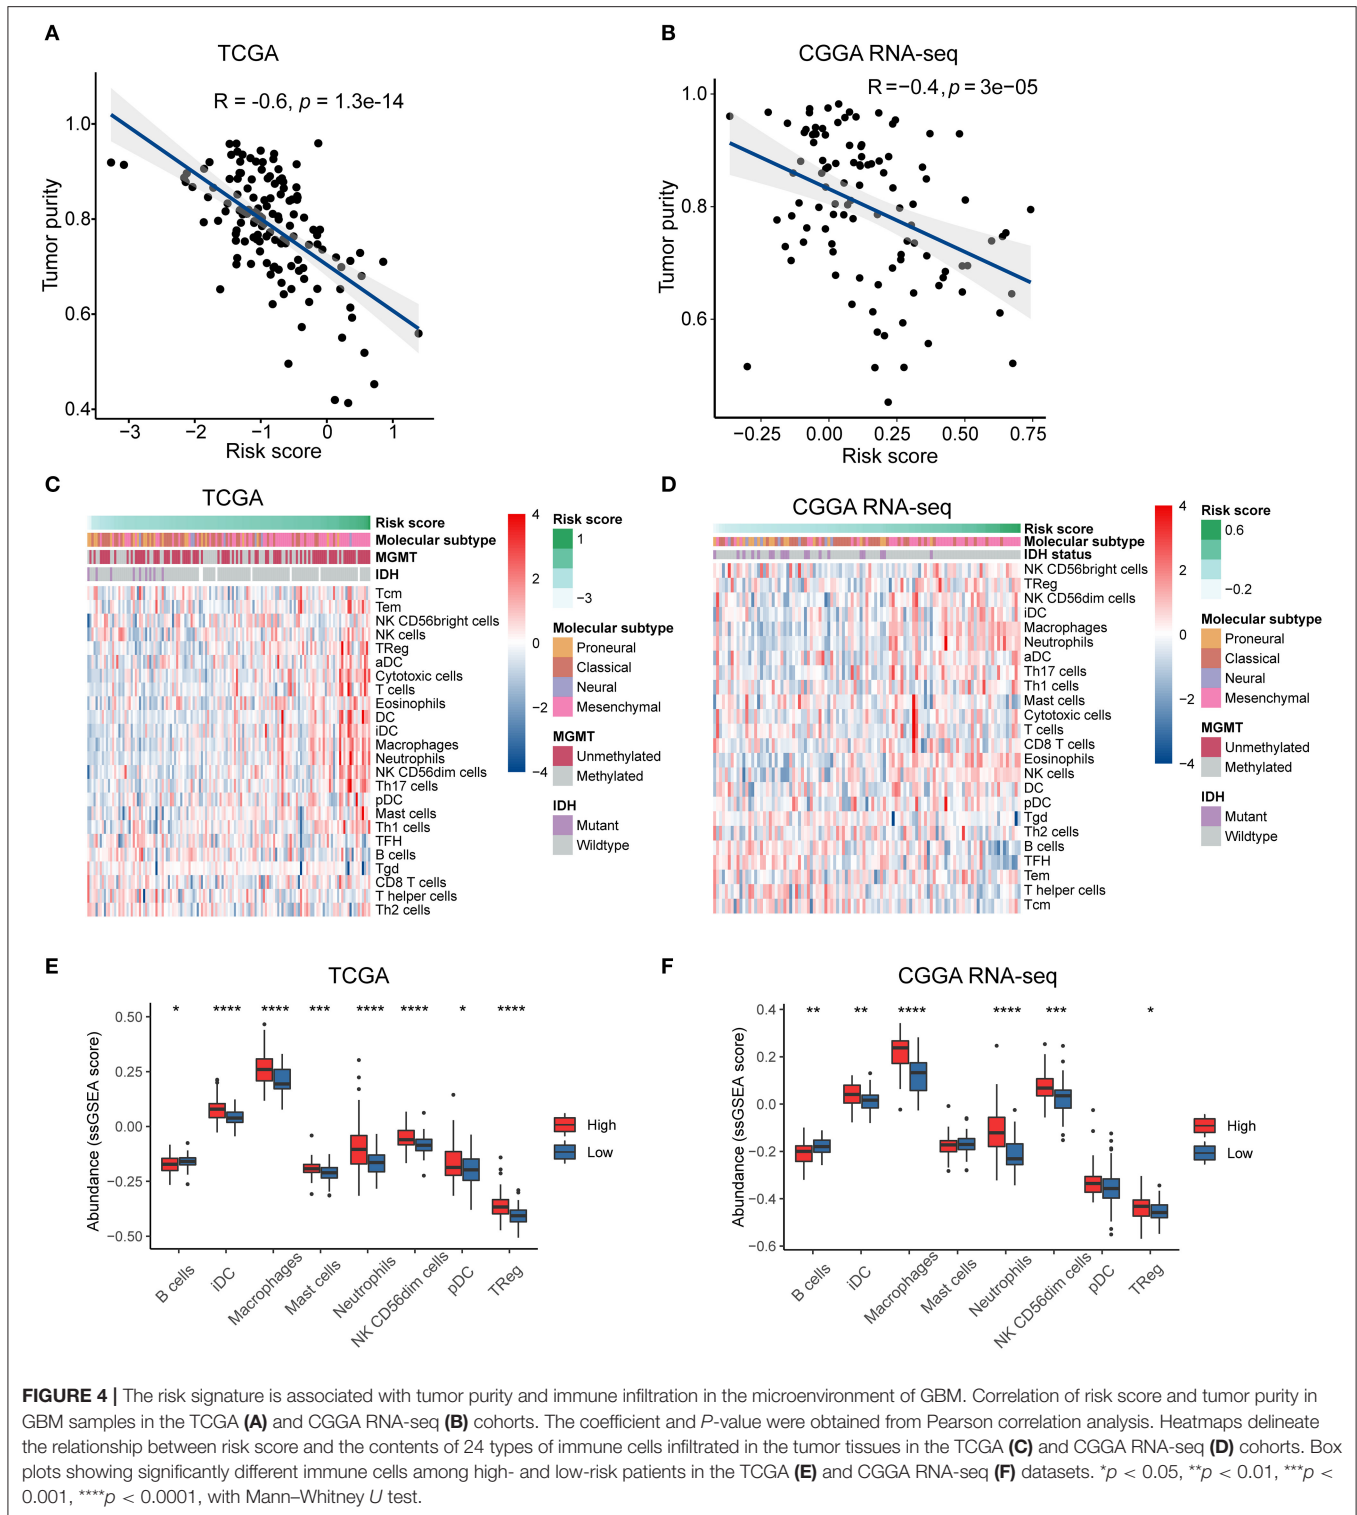 A
TCGA
R = -0.6, p = 1.3e-14
Tumor purity
1.0
0.8
0.6
0.4
−3
−2
−1
0
1
Risk score
B
CGGA RNA-seq
R=−0.4, p = 3e−05
Tumor purity
1.0
0.8
0.6
−0.25
0.00
0.25
0.50
0.75
Risk score
C
TCGA
Risk score
Molecular subtype
MGMT
IDH
Tcm
Tem
NK CD56bright cells
NK cells
TReg
aDC
Cytotoxic cells
T cells
Eosinophils
DC
iDC
Macrophages
Neutrophils
NK CD56dim cells
Th17 cells
pDC
Mast cells
Th1 cells
TFH
B cells
Tgd
CD8 T cells
T helper cells
Th2 cells
4
2
0
−2
−4
Risk score
1
−3
Molecular subtype
Proneural
Classical
Neural
Mesenchymal
MGMT
Unmethylated
Methylated
IDH
Mutant
Wildtype
D
CGGA RNA-seq
Risk score
Molecular subtype
IDH status
NK CD56bright cells
TReg
NK CD56dim cells
iDC
Macrophages
Neutrophils
aDC
Th17 cells
Th1 cells
Mast cells
Cytotoxic cells
T cells
CD8 T cells
Eosinophils
NK cells
DC
pDC
Tgd
Th2 cells
B cells
TFH
Tem
T helper cells
Tcm
4
2
0
−2
−4
Risk score
0.6
−0.2
Molecular subtype
Proneural
Classical
Neural
Mesenchymal
MGMT
Unmethylated
Methylated
IDH
Mutant
Wildtype
E
TCGA
Abundance (ssGSEA score)
0.50
0.25
0.00
−0.25
−0.50
* **** **** *** **** **** * ****
B cells
iDC
Macrophages
Mast cells
Neutrophils
NK CD56dim cells
pDC
TReg
High
Low
F
CGGA RNA-seq
Abundance (ssGSEA score)
0.4
0.2
0.0
−0.2
−0.4
−0.6
** ** **** **** *** *
B cells
iDC
Macrophages
Mast cells
Neutrophils
NK CD56dim cells
pDC
TReg
High
Low
FIGURE 4 | The risk signature is associated with tumor purity and immune infiltration in the microenvironment of GBM. Correlation of risk score and tumor purity in
GBM samples in the TCGA (A) and CGGA RNA-seq (B) cohorts. The coefficient and P-value were obtained from Pearson correlation analysis. Heatmaps delineate
the relationship between risk score and the contents of 24 types of immune cells infiltrated in the tumor tissues in the TCGA (C) and CGGA RNA-seq (D) cohorts. Box
plots showing significantly different immune cells among high- and low-risk patients in the TCGA (E) and CGGA RNA-seq (F) datasets. *p < 0.05, **p < 0.01, ***p <
0.001, ****p < 0.0001, with Mann–Whitney U test.